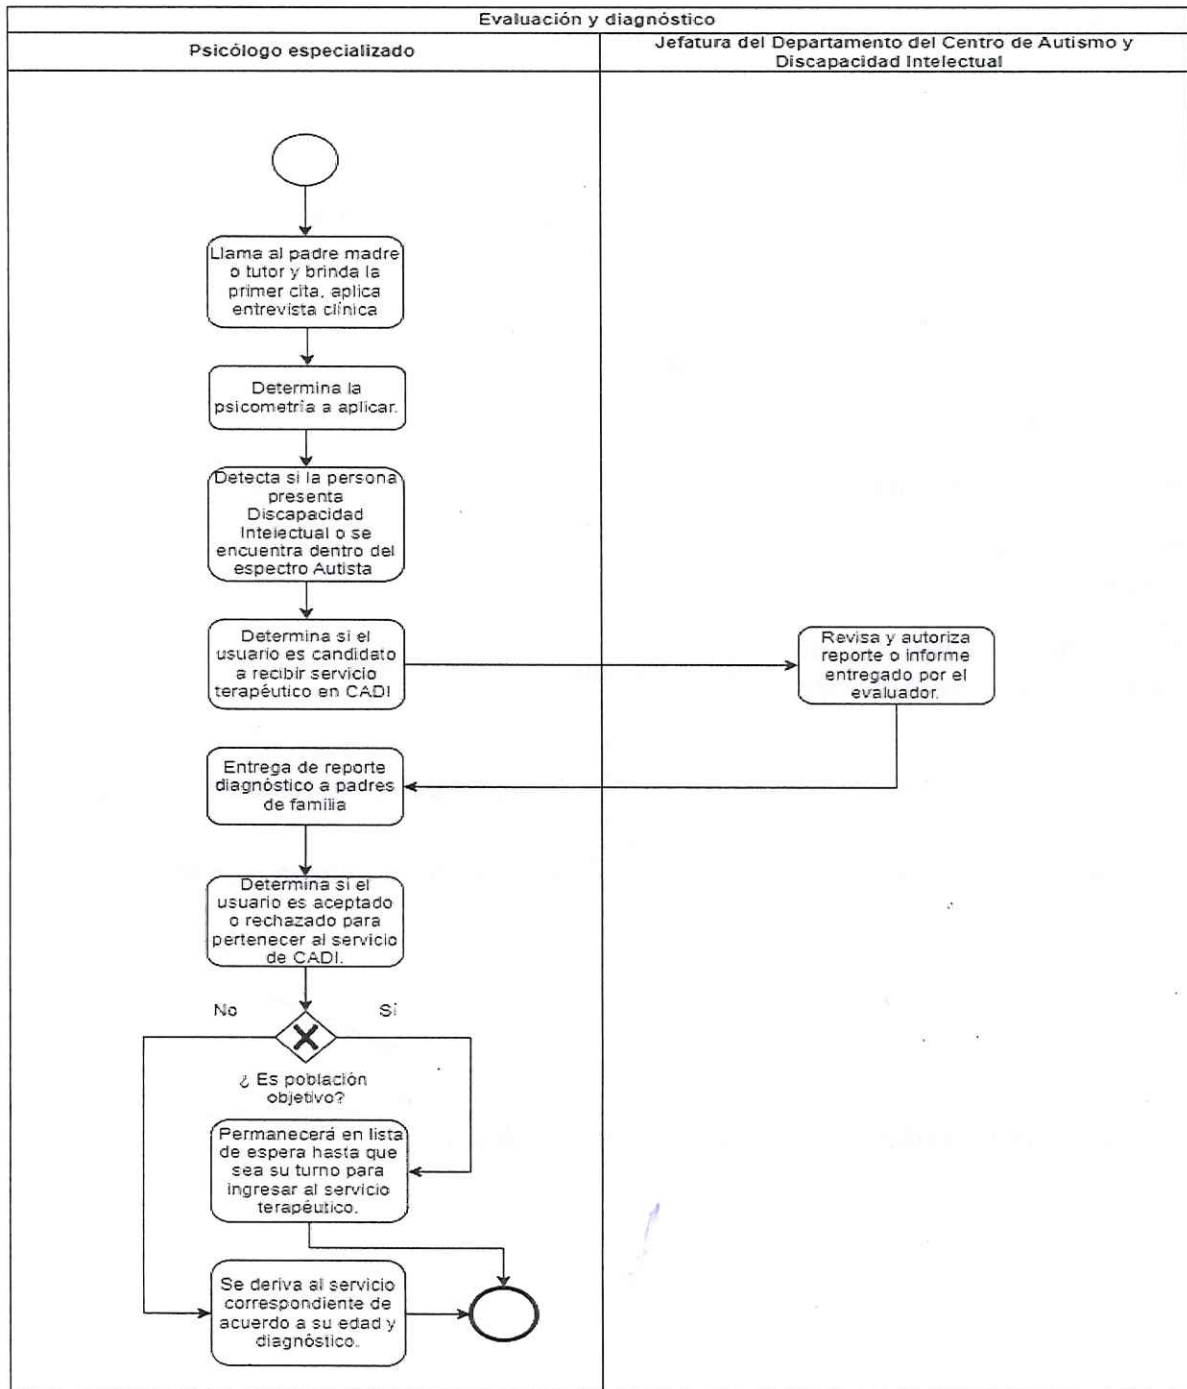 Evaluación y diagnóstico
Psicólogo especializado
Jefatura del Departamento del Centro de Autismo y
Discapacidad Intelectual
Llama al padre madre
o tutor y brinda la
primer cita, aplica
entrevista clínica
Determina la
psicometría a aplicar.
Detecta si la persona
presenta
Discapacidad
Intelectual o se
encuentra dentro del
espectro Autista
Determina si el
usuario es candidato
a recibir servicio
terapéutico en CADI
Revisa y autoriza
reporte o informe
entregado por el
evaluador.
Entrega de reporte
diagnóstico a padres
de familia
Determina si el
usuario es aceptado
o rechazado para
pertenecer al servicio
de CADI.
No
Sí
¿ Es población
objetivo?
Permanecerá en lista
de espera hasta que
sea su turno para
ingresar al servicio
terapéutico.
Se deriva al servicio
correspondiente de
acuerdo a su edad y
diagnóstico.